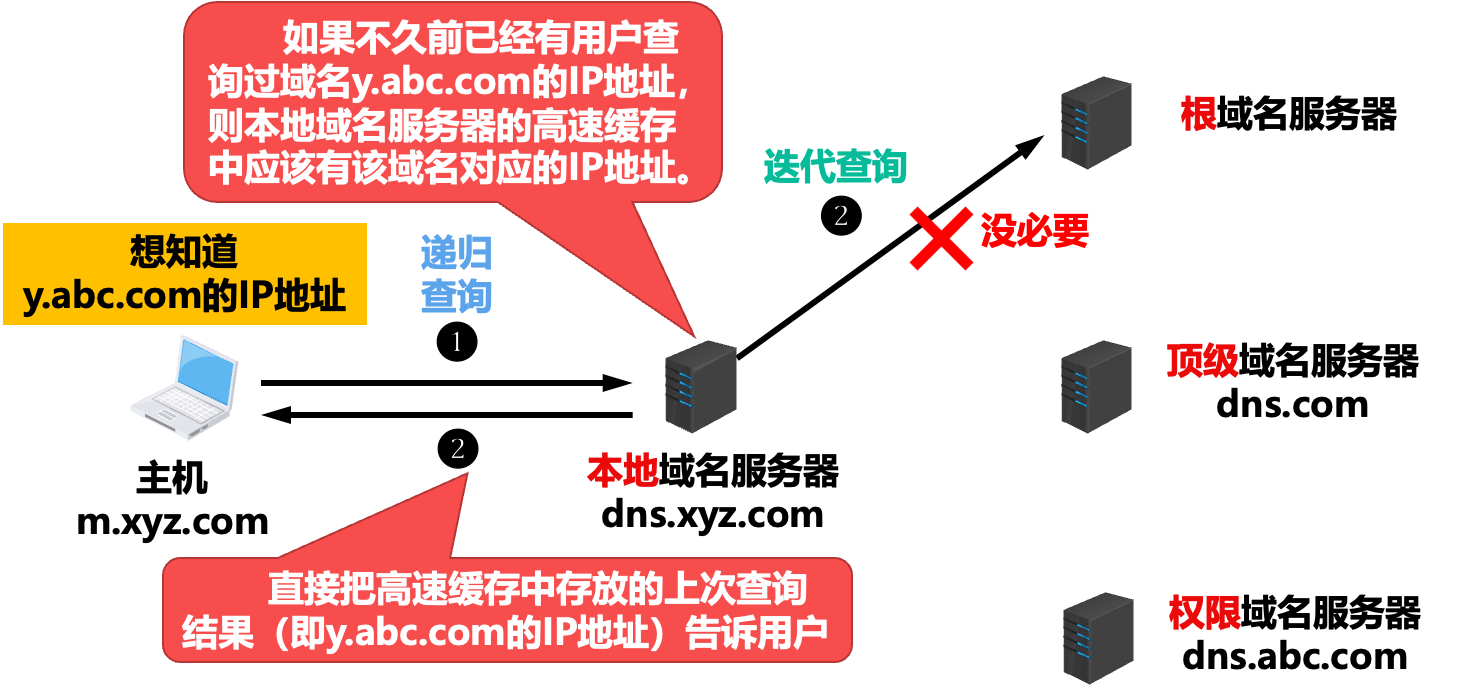 如果不久前已经有用户查
询过域名y.abc.com的IP地址，
则本地域名服务器的高速缓存
中应该有该域名对应的IP地址。
根域名服务器
迭代查询
❷
没必要
想知道
y.abc.com的IP地址
递归
查询
❶
顶级域名服务器
dns.com
❷
主机
m.xyz.com
本地域名服务器
dns.xyz.com
直接把高速缓存中存放的上次查询
结果（即y.abc.com的IP地址）告诉用户
权限域名服务器
dns.abc.com